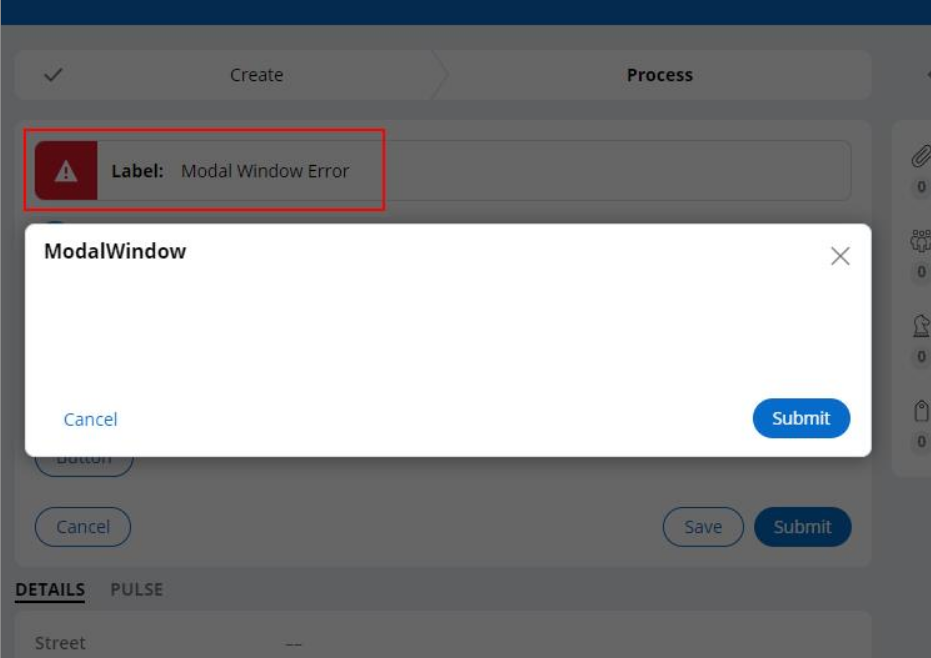 Create
Process
Label: Modal Window Error
0
ModalWindow
0
0
Cancel
Submit
0
Button
Cancel
Save
Submit
DETAILS
PULSE
Street
––